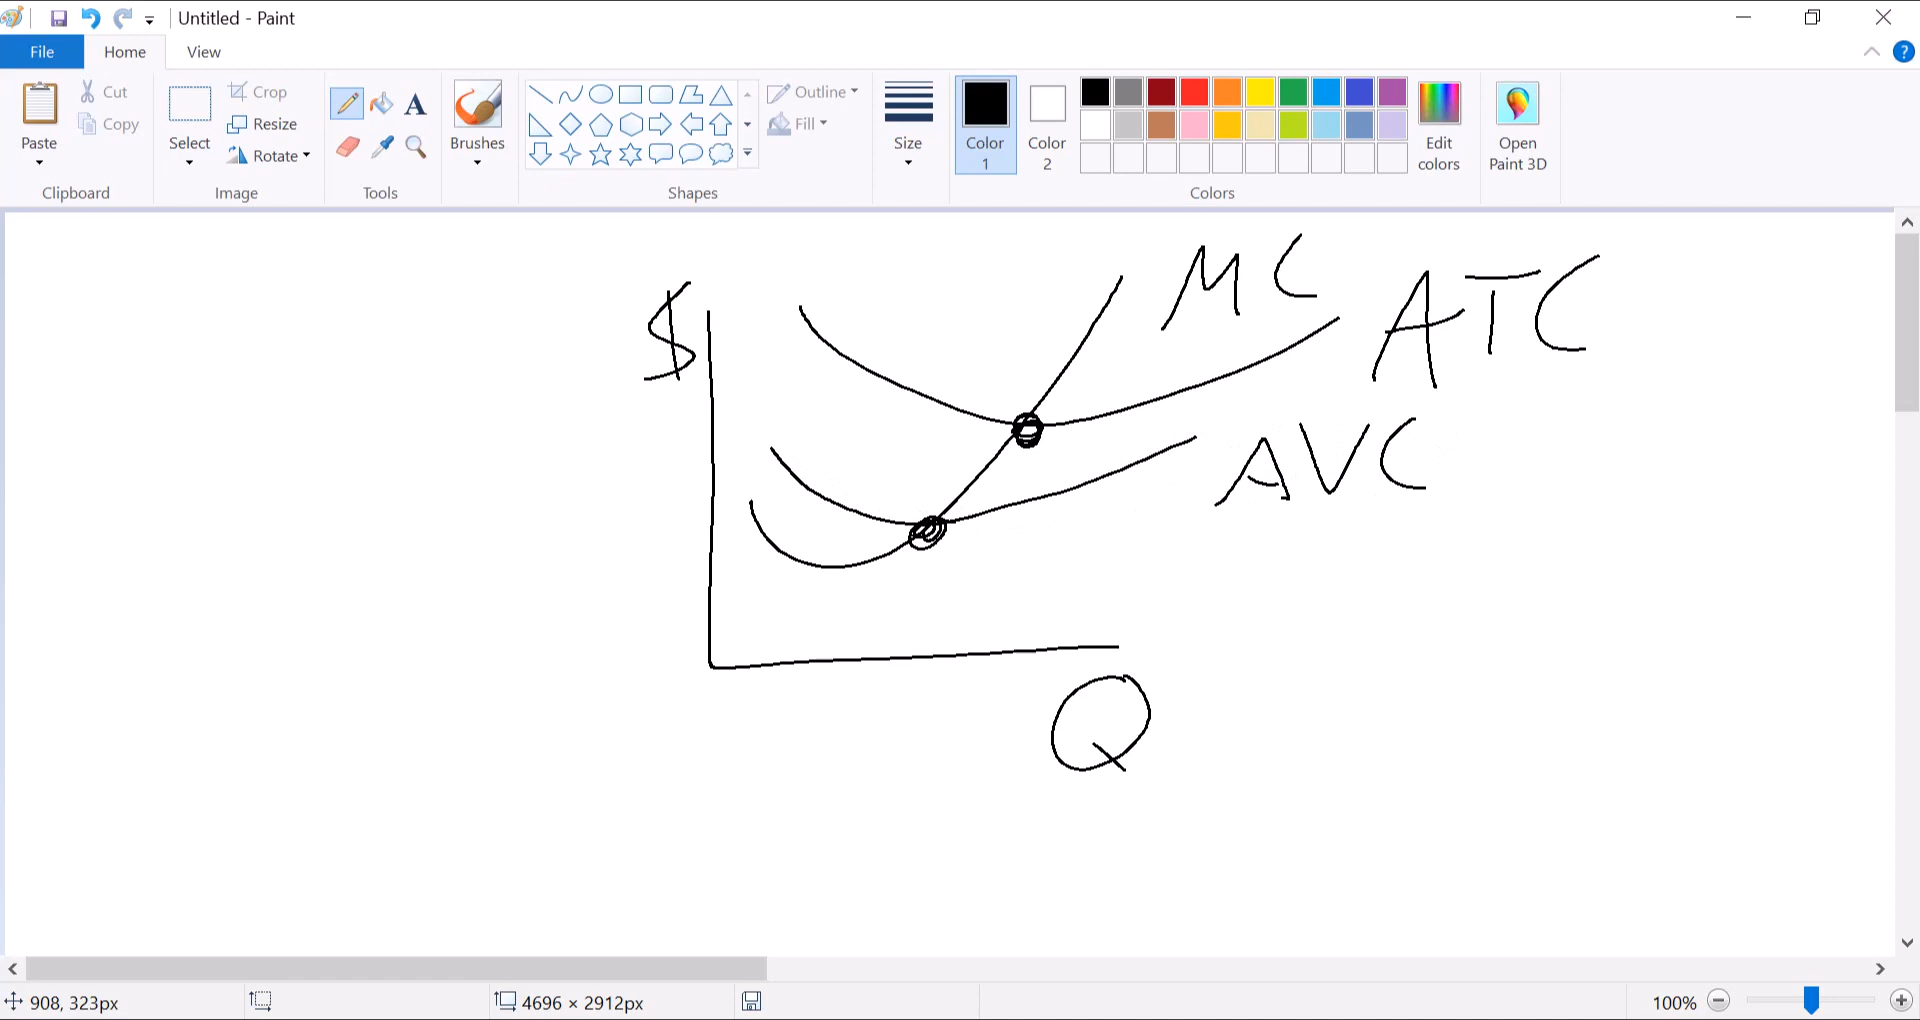 Untitled - Paint
File Home View
Paste Cut Copy Clipboard
Select Crop Resize Rotate Image
A Tools
Brushes
Shapes Outline Fill
Size
Color 1
Color 2
Edit colors
Colors
Open Paint 3D
?
$ MC ATC
AVC
Q
908, 323px
4696 × 2912px
100%